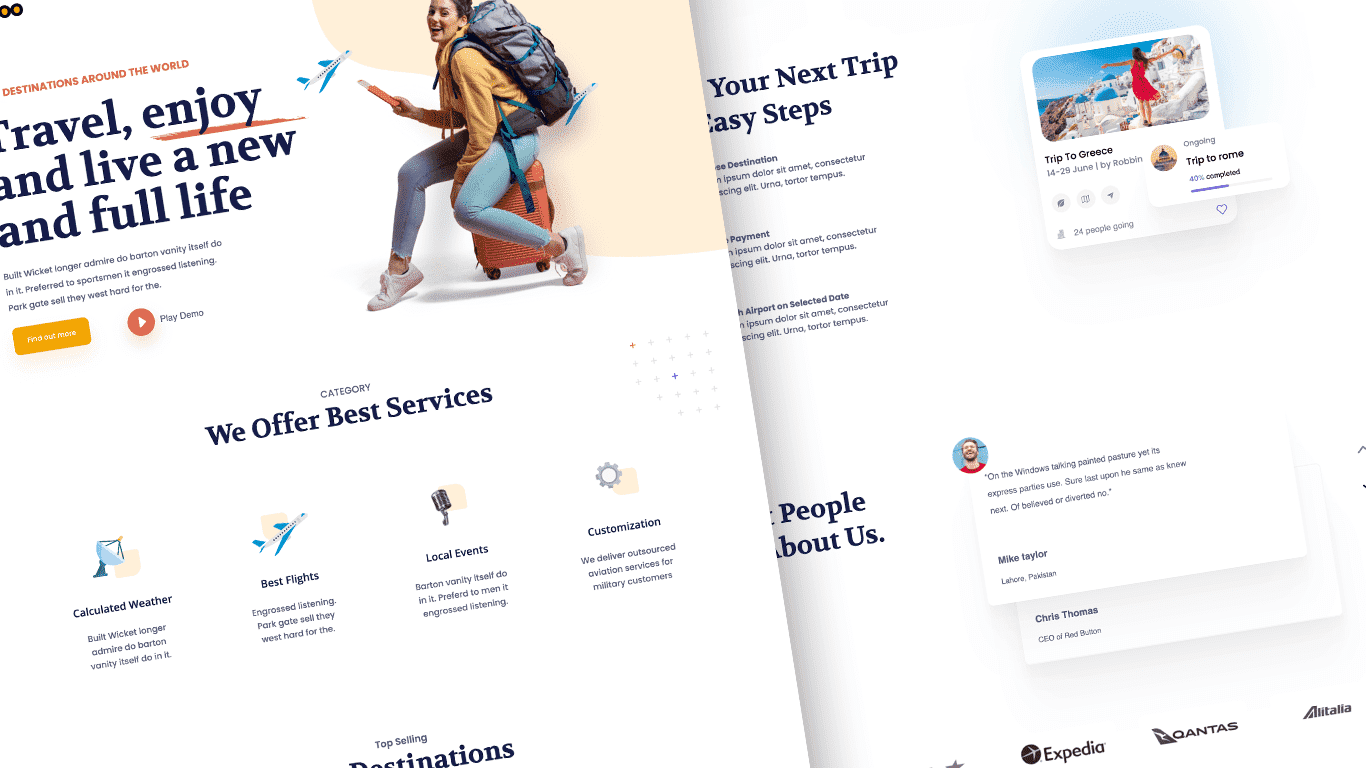 oo
DESTINATIONS AROUND THE WORLD
Travel, enjoy
and live a new
and full life
Built Wicket longer admire do barton vanity itself do
in it. Preferred to sportsmen it engrossed listening.
Park gate sell they west hard for the.
Find out more
Play Demo
CATEGORY
We Offer Best Services
Calculated Weather
Built Wicket longer
admire do barton
vanity itself do in it.
Best Flights
Engrossed listening.
Park gate sell they
west hard for the.
Local Events
Barton vanity itself do
in it. Preferd to men it
engrossed listening.
Customization
We deliver outsourced
aviation services for
military customers
Top Selling
Destinations
Your Next Trip
Easy Steps
Destination
ipsum dolor sit amet, consectetur
elit. Urna, tortor tempus.
Payment
ipsum dolor sit amet, consectetur
elit. Urna, tortor tempus.
Airport on Selected Date
ipsum dolor sit amet, consectetur
elit. Urna, tortor tempus.
Trip To Greece
14-29 June | by Robbin
24 people going
Ongoing
Trip to rome
40% completed
People
About Us.
“On the Windows talking painted pasture yet its
express parties use. Sure last upon he same as knew
next. Of believed or diverted no.”
Mike taylor
Lahore, Pakistan
Chris Thomas
CEO of Red Button
Expedia
QANTAS
Alitalia